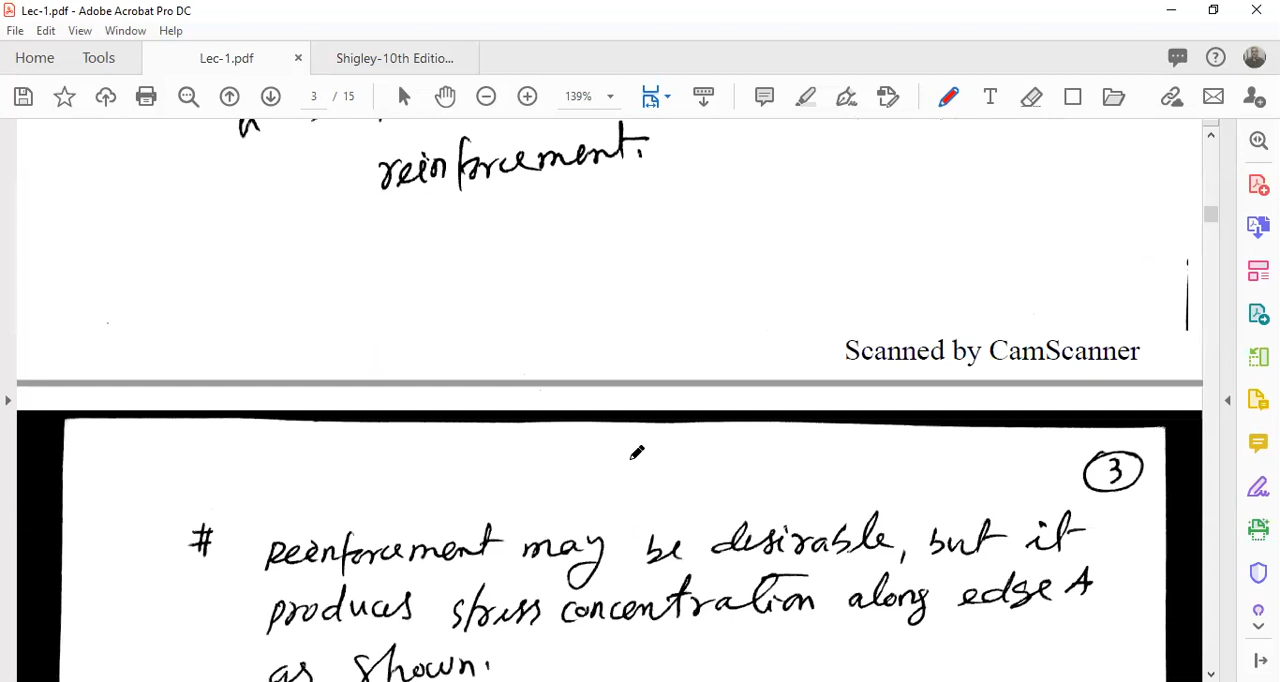 Lec-1.pdf - Adobe Acrobat Pro DC
File Edit View Window Help
Home Tools Lec-1.pdf × Shigley-10th Editio...
3 / 15 139%
reinforcement.
Scanned by CamScanner
3
# reinforcement may be desirable, but it
produces stress concentration along edge A
as shown.